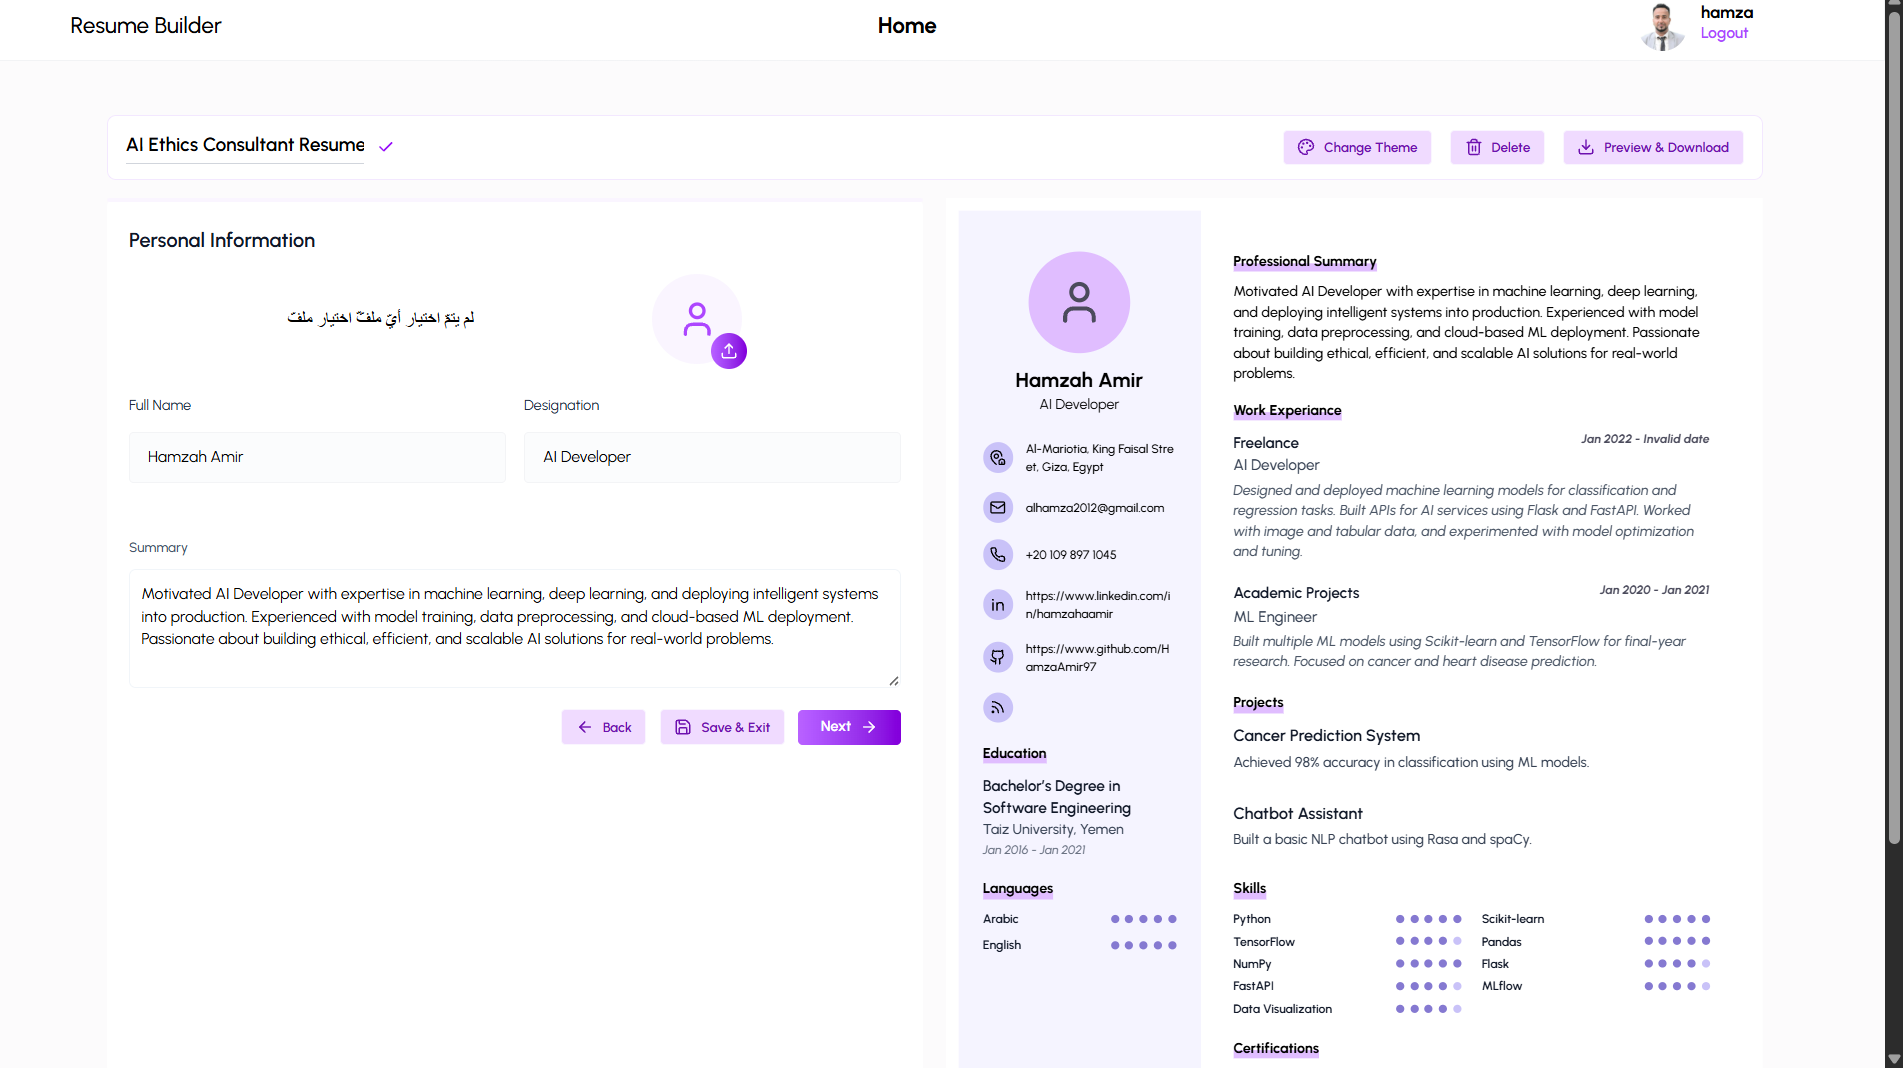 Resume Builder
Home
hamza
Logout
AI Ethics Consultant Resume
Change Theme
Delete
Preview & Download
Personal Information
لم يتمّ اختيار أيّ ملفّ اختيار ملفّ
Full Name
Designation
Hamzah Amir
AI Developer
Summary
Motivated AI Developer with expertise in machine learning, deep learning, and deploying intelligent systems
into production. Experienced with model training, data preprocessing, and cloud-based ML deployment.
Passionate about building ethical, efficient, and scalable AI solutions for real-world problems.
Back
Save & Exit
Next
Hamzah Amir
AI Developer
Al-Mariotia, King Faisal Stre
et, Giza, Egypt
alhamza2012@gmail.com
+20 109 897 1045
in
https://www.linkedin.com/i
n/hamzahaamir
https://www.github.com/H
amzaAmir97
Education
Bachelor’s Degree in
Software Engineering
Taiz University, Yemen
Jan 2016 - Jan 2021
Languages
Arabic
English
Professional Summary
Motivated AI Developer with expertise in machine learning, deep learning,
and deploying intelligent systems into production. Experienced with model
training, data preprocessing, and cloud-based ML deployment. Passionate
about building ethical, efficient, and scalable AI solutions for real-world
problems.
Work Experiance
Freelance
Jan 2022 - Invalid date
AI Developer
Designed and deployed machine learning models for classification and
regression tasks. Built APIs for AI services using Flask and FastAPI. Worked
with image and tabular data, and experimented with model optimization
and tuning.
Academic Projects
Jan 2020 - Jan 2021
ML Engineer
Built multiple ML models using Scikit-learn and TensorFlow for final-year
research. Focused on cancer and heart disease prediction.
Projects
Cancer Prediction System
Achieved 98% accuracy in classification using ML models.
Chatbot Assistant
Built a basic NLP chatbot using Rasa and spaCy.
Skills
Python
Scikit-learn
TensorFlow
Pandas
NumPy
Flask
FastAPI
MLflow
Data Visualization
Certifications